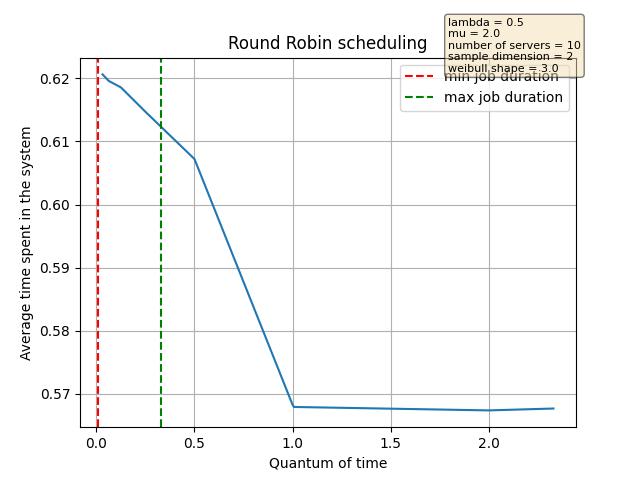 lambda = 0.5
mu = 2.0
number of servers = 10
sample dimension = 2
weibull shape = 3.0
Round Robin scheduling
min job duration
max job duration
Average time spent in the system
0.62
0.61
0.60
0.59
0.58
0.57
0.0 0.5 1.0 1.5 2.0
Quantum of time